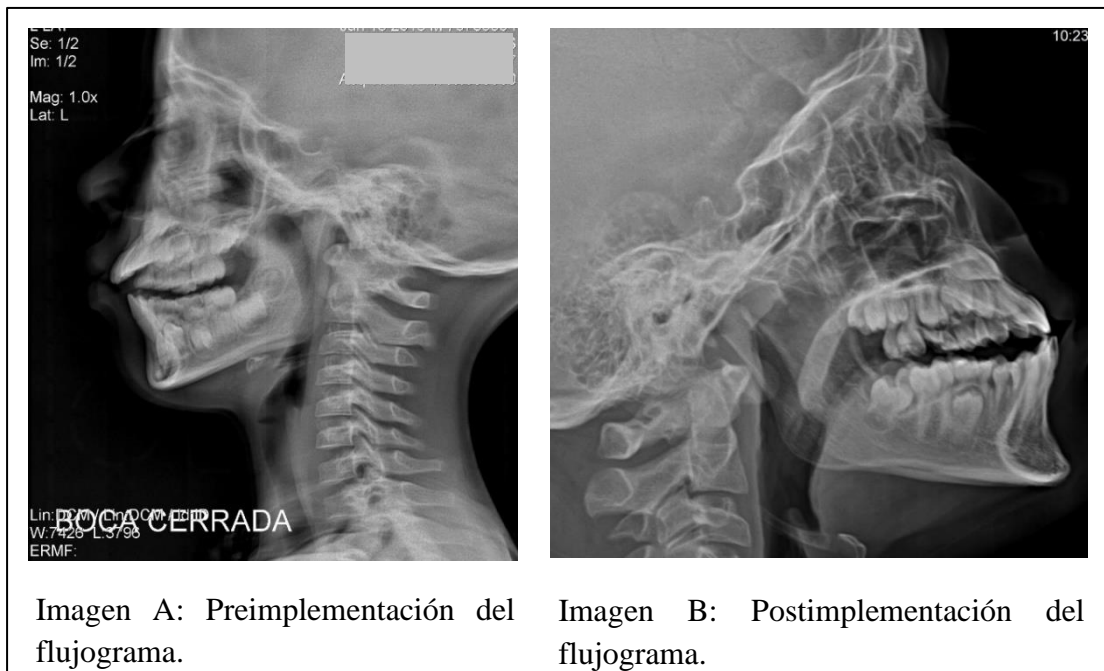 Se: 1/2
Im: 1/2
Mag: 1.0x
Lat: L
10:23
BOCA CERRADA
W:7426 L:3796
ERMF:
Imagen A: Preimplementación del
flujograma.
Imagen B: Postimplementación del
flujograma.